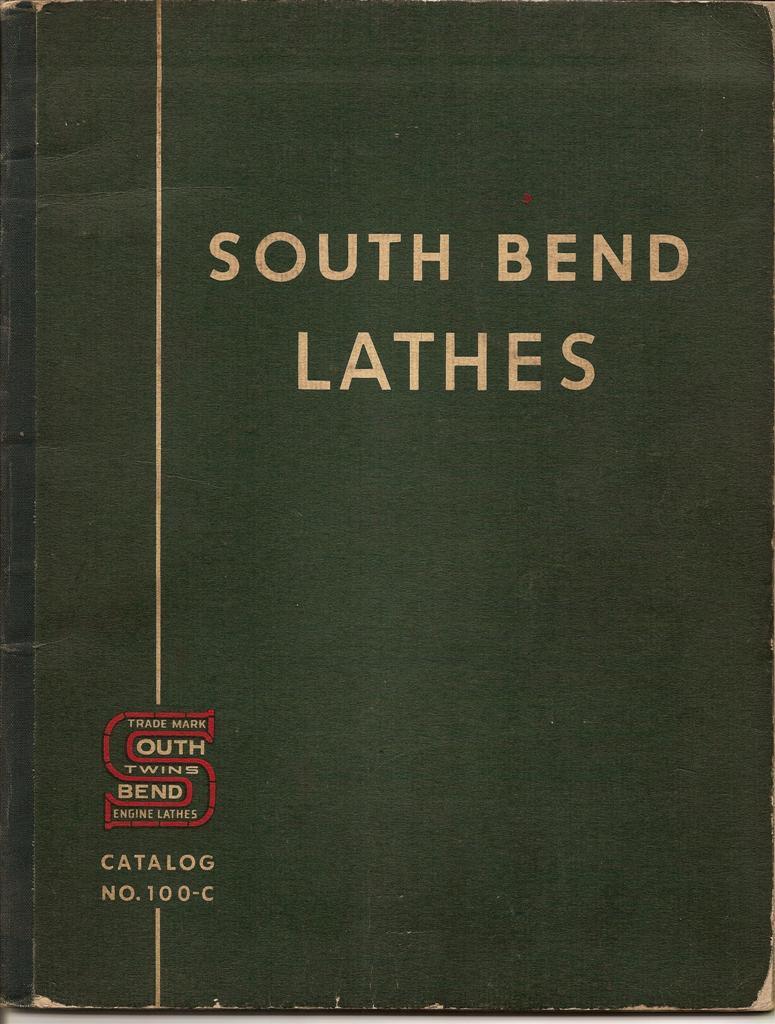 SOUTH BEND
LATHES
TRADE MARK
SOUTH
TWINS
BEND
ENGINE LATHES
CATALOG
NO. 100-C